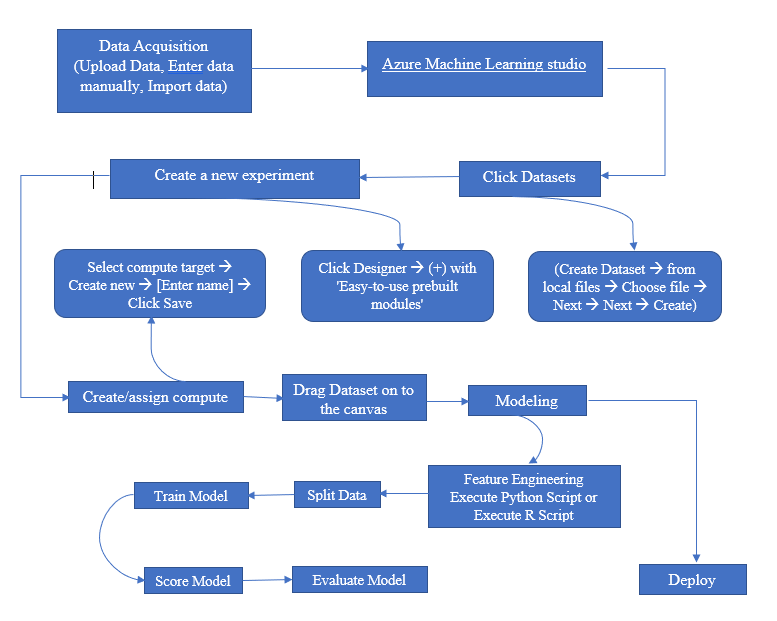 Data Acquisition
(Upload Data, Enter data
manually, Import data)
Azure Machine Learning studio
Create a new experiment
Click Datasets
Select compute target →
Create new → [Enter name] →
Click Save
Click Designer → (+) with
'Easy-to-use prebuilt
modules'
(Create Dataset → from
local files → Choose file →
Next → Next → Create)
Create/assign compute
Drag Dataset on to
the canvas
Modeling
Feature Engineering
Execute Python Script or
Execute R Script
Split Data
Train Model
Score Model
Evaluate Model
Deploy